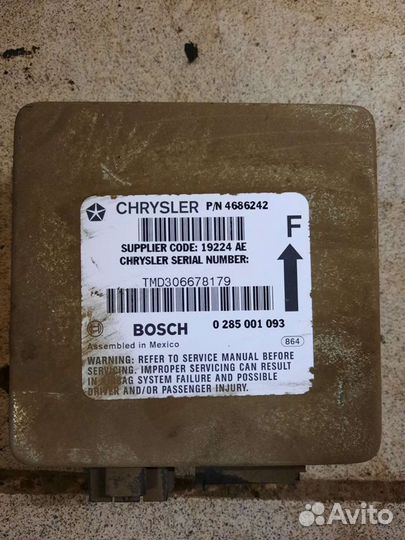 CHRYSLER P/N 4686242
SUPPLIER CODE: 19224 AE
CHRYSLER SERIAL NUMBER:
F
TMD306678179
BOSCH 0 285 001 093
Assembled in Mexico 864
WARNING: REFER TO SERVICE MANUAL BEFORE
SERVICING. IMPROPER SERVICING CAN RESULT
IN AIRBAG SYSTEM FAILURE AND POSSIBLE
DRIVER AND/OR PASSENGER INJURY.
Avito